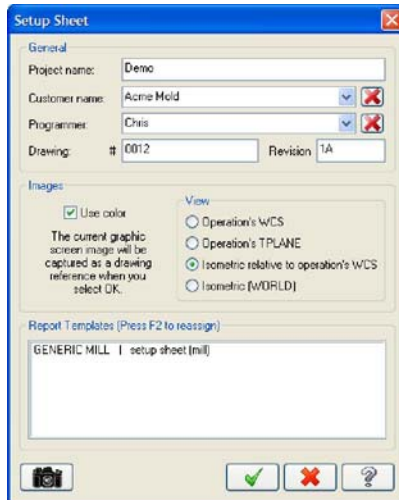 Setup Sheet
General
Project name: Demo
Customer name: Acme Mold
Programmer: Chris
Drawing: # 0012 Revision 1A
Images
Use color
The current graphic
screen image will be
captured as a drawing
reference when you
select OK.
View
Operation's WCS
Operation's TPLANE
Isometric relative to operation's WCS
Isometric (WORLD)
Report Templates (Press F2 to reassign)
GENERIC MILL | setup sheet (mill)